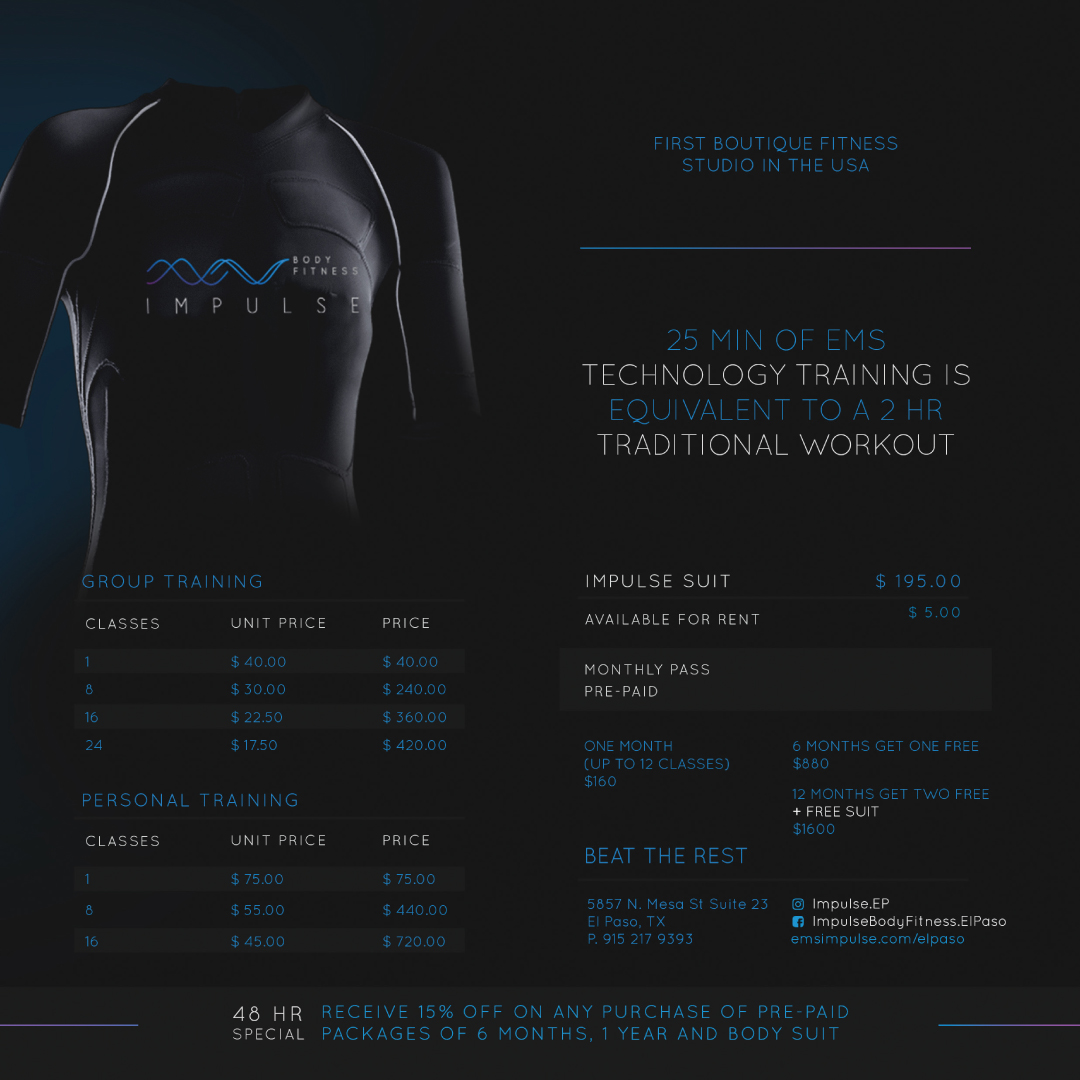 BODY
FITNESS
IMPULSE
FIRST BOUTIQUE FITNESS
STUDIO IN THE USA
25 MIN OF EMS
TECHNOLOGY TRAINING IS
EQUIVALENT TO A 2 HR
TRADITIONAL WORKOUT
GROUP TRAINING
CLASSES UNIT PRICE PRICE
1 $ 40.00 $ 40.00
8 $ 30.00 $ 240.00
16 $ 22.50 $ 360.00
24 $ 17.50 $ 420.00
PERSONAL TRAINING
CLASSES UNIT PRICE PRICE
1 $ 75.00 $ 75.00
8 $ 55.00 $ 440.00
16 $ 45.00 $ 720.00
IMPULSE SUIT $ 195.00
AVAILABLE FOR RENT $ 5.00
MONTHLY PASS
PRE-PAID
ONE MONTH
(UP TO 12 CLASSES)
$160
6 MONTHS GET ONE FREE
$880
12 MONTHS GET TWO FREE
+ FREE SUIT
$1600
BEAT THE REST
5857 N. Mesa St Suite 23
El Paso, TX
P. 915 217 9393
Impulse.EP
ImpulseBodyFitness.ElPaso
emsimpulse.com/elpaso
48 HR
SPECIAL
RECEIVE 15% OFF ON ANY PURCHASE OF PRE-PAID
PACKAGES OF 6 MONTHS, 1 YEAR AND BODY SUIT